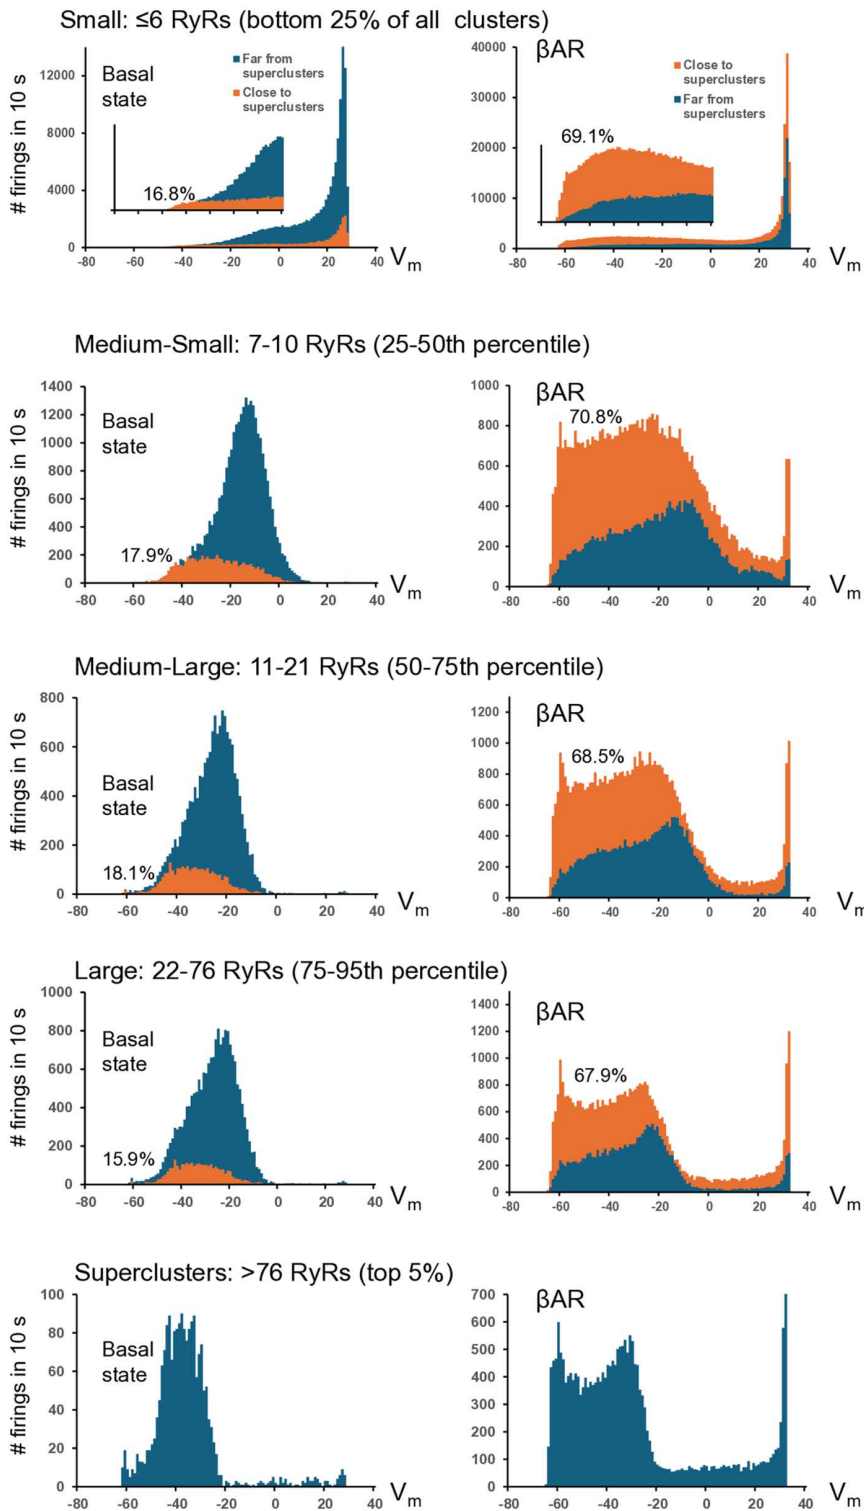 Small: ≤6 RyRs (bottom 25% of all clusters)
# firings in 10 s
Basal
state
Far from
superclusters
Close to
superclusters
16.8%
12000
8000
4000
0
-80 -60 -40 -20 0 20 40
Vm
βAR
Close to
superclusters
Far from
superclusters
69.1%
40000
30000
20000
10000
0
-80 -60 -40 -20 0 20 40
Vm
Medium-Small: 7-10 RyRs (25-50th percentile)
# firings in 10 s
Basal
state
17.9%
1400
1200
1000
800
600
400
200
0
-80 -60 -40 -20 0 20 40
Vm
βAR
70.8%
1000
800
600
400
200
0
-80 -60 -40 -20 0 20 40
Vm
Medium-Large: 11-21 RyRs (50-75th percentile)
# firings in 10 s
Basal
state
18.1%
800
600
400
200
0
-80 -60 -40 -20 0 20 40
Vm
βAR
68.5%
1200
1000
800
600
400
200
0
-80 -60 -40 -20 0 20 40
Vm
Large: 22-76 RyRs (75-95th percentile)
# firings in 10 s
Basal
state
15.9%
1000
800
600
400
200
0
-80 -60 -40 -20 0 20 40
Vm
βAR
67.9%
1400
1200
1000
800
600
400
200
0
-80 -60 -40 -20 0 20 40
Vm
Superclusters: >76 RyRs (top 5%)
# firings in 10 s
Basal
state
100
80
60
40
20
0
-80 -60 -40 -20 0 20 40
Vm
βAR
700
600
500
400
300
200
100
0
-80 -60 -40 -20 0 20 40
Vm